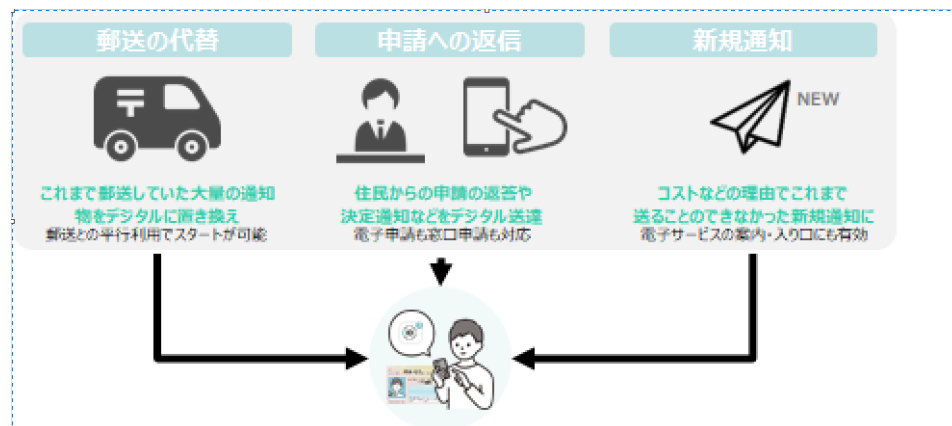 郵送の代替
申請への返信
新規通知
NEW
これまで郵送していた大量の通知
物をデジタルに置き換え
郵送との平行利用でスタートが可能
住民からの申請の返答や
決定通知などをデジタル送達
電子申請も窓口申請も対応
コストなどの理由でこれまで
送ることのできなかった新規通知に
電子サービスの案内・入り口にも有効